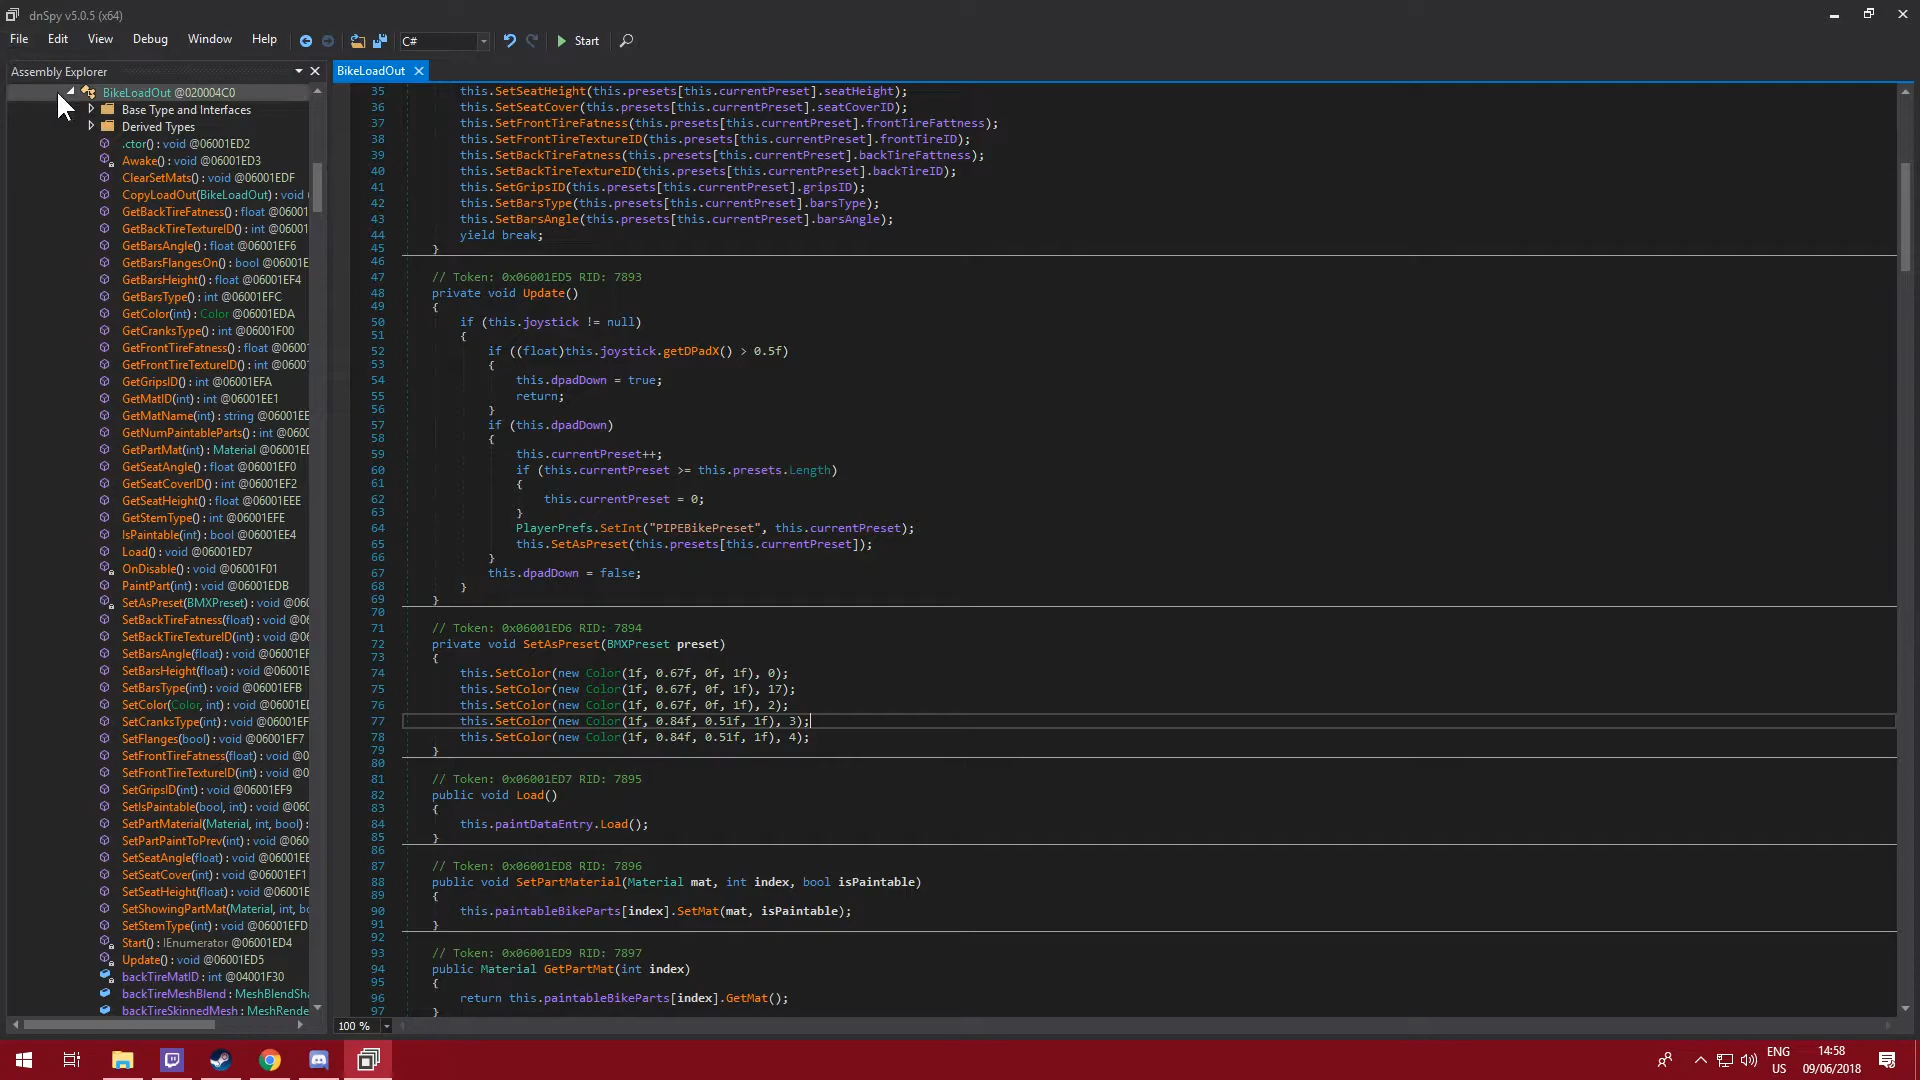 dnSpy v5.0.5 (x64)
File Edit View Debug Window Help C# Start
Assembly Explorer
BikeLoadOut @020004C0
Base Type and Interfaces
Derived Types
.ctor() : void @06001ED2
Awake() : void @06001ED3
ClearSetMats() : void @06001EDF
CopyLoadOut(BikeLoadOut) : void
GetBackTireFatness() : float @06001
GetBackTireTextureID() : int @06001
GetBarsAngle() : float @06001EF6
GetBarsFlangesOn() : bool @06001E
GetBarsHeight() : float @06001EF4
GetBarsType() : int @06001EFC
GetColor(int) : Color @06001EDA
GetCranksType() : int @06001F00
GetFrontTireFatness() : float @0600
GetFrontTireTextureID() : int @0600
GetGripsID() : int @06001EFA
GetMatID(int) : int @06001EE1
GetMatName(int) : string @06001EE
GetNumPaintableParts() : int @0600
GetPartMat(int) : Material @06001ED
GetSeatAngle() : float @06001EF0
GetSeatCoverID() : int @06001EF2
GetSeatHeight() : float @06001EEE
GetStemType() : int @06001EFE
IsPaintable(int) : bool @06001EE4
Load() : void @06001ED7
OnDisable() : void @06001F01
PaintPart(int) : void @06001EDB
SetAsPreset(BMXPreset) : void @060
SetBackTireFatness(float) : void @06
SetBackTireTextureID(int) : void @06
SetBarsAngle(float) : void @06001EF
SetBarsHeight(float) : void @06001E
SetBarsType(int) : void @06001EFB
SetColor(Color, int) : void @06001ED
SetCranksType(int) : void @06001EF
SetFlanges(bool) : void @06001EF7
SetFrontTireFatness(float) : void @0
SetFrontTireTextureID(int) : void @0
SetGripsID(int) : void @06001EF9
SetIsPaintable(bool, int) : void @060
SetPartMaterial(Material, int, bool) :
SetPartPaintToPrev(int) : void @060
SetSeatAngle(float) : void @06001EE
SetSeatCover(int) : void @06001EF1
SetSeatHeight(float) : void @06001E
SetShowingPartMat(Material, int, bo
SetStemType(int) : void @06001EFD
Start() : IEnumerator @06001ED4
Update() : void @06001ED5
backTireMatID : int @04001F30
backTireMeshBlend : MeshBlendSha
backTireSkinnedMesh : MeshRende
BikeLoadOut
35 this.SetSeatHeight(this.presets[this.currentPreset].seatHeight);
36 this.SetSeatCover(this.presets[this.currentPreset].seatCoverID);
37 this.SetFrontTireFatness(this.presets[this.currentPreset].frontTireFattness);
38 this.SetFrontTireTextureID(this.presets[this.currentPreset].frontTireID);
39 this.SetBackTireFatness(this.presets[this.currentPreset].backTireFattness);
40 this.SetBackTireTextureID(this.presets[this.currentPreset].backTireID);
41 this.SetGripsID(this.presets[this.currentPreset].gripsID);
42 this.SetBarsType(this.presets[this.currentPreset].barsType);
43 this.SetBarsAngle(this.presets[this.currentPreset].barsAngle);
44 yield break;
45 }
46
47 // Token: 0x06001ED5 RID: 7893
48 private void Update()
49 {
50 if (this.joystick != null)
51 {
52 if ((float)this.joystick.getDPadX() > 0.5f)
53 {
54 this.dpadDown = true;
55 return;
56 }
57 if (this.dpadDown)
58 {
59 this.currentPreset++;
60 if (this.currentPreset >= this.presets.Length)
61 {
62 this.currentPreset = 0;
63 }
64 PlayerPrefs.SetInt("PIPEBikePreset", this.currentPreset);
65 this.SetAsPreset(this.presets[this.currentPreset]);
66 }
67 this.dpadDown = false;
68 }
69 }
70
71 // Token: 0x06001ED6 RID: 7894
72 private void SetAsPreset(BMXPreset preset)
73 {
74 this.SetColor(new Color(1f, 0.67f, 0f, 1f), 0);
75 this.SetColor(new Color(1f, 0.67f, 0f, 1f), 17);
76 this.SetColor(new Color(1f, 0.67f, 0f, 1f), 2);
77 this.SetColor(new Color(1f, 0.84f, 0.51f, 1f), 3);
78 this.SetColor(new Color(1f, 0.84f, 0.51f, 1f), 4);
79 }
80
81 // Token: 0x06001ED7 RID: 7895
82 public void Load()
83 {
84 this.paintDataEntry.Load();
85 }
86
87 // Token: 0x06001ED8 RID: 7896
88 public void SetPartMaterial(Material mat, int index, bool isPaintable)
89 {
90 this.paintableBikeParts[index].SetMat(mat, isPaintable);
91 }
92
93 // Token: 0x06001ED9 RID: 7897
94 public Material GetPartMat(int index)
95 {
96 return this.paintableBikeParts[index].GetMat();
97 }
100 %
ENG
US
14:58
09/06/2018